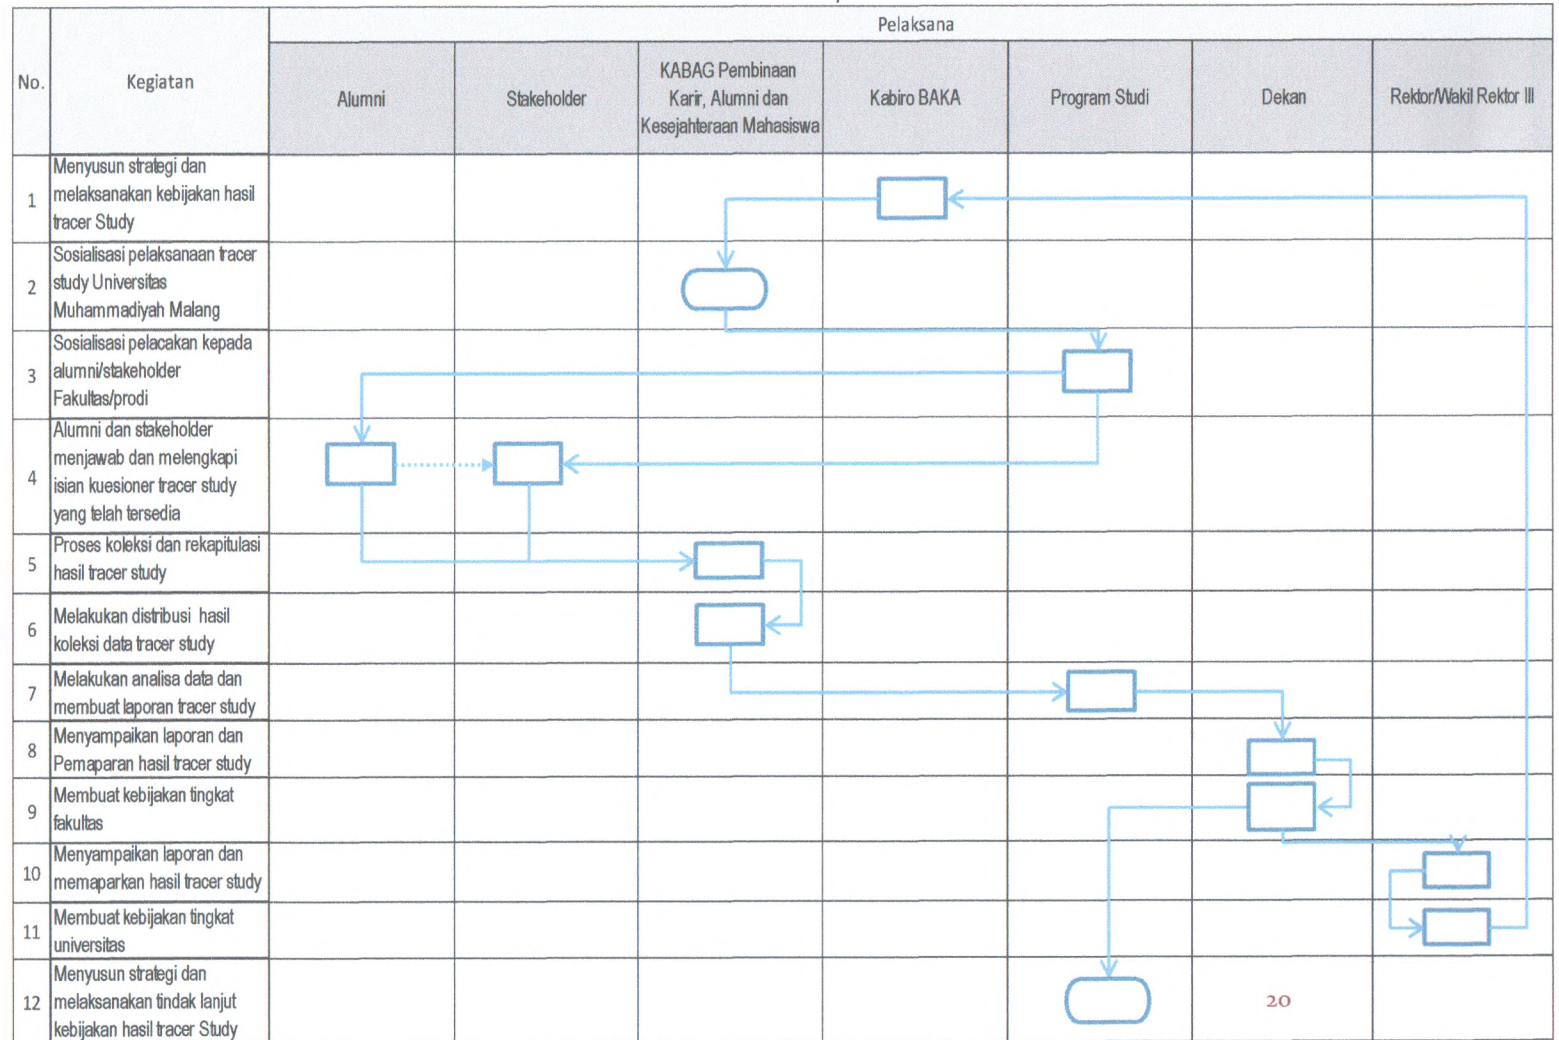 Pelaksana
No.
Kegiatan
Alumni
Stakeholder
KABAG Pembinaan
Karir, Alumni dan
Kesejahteraan Mahasiswa
Kabiro BAKA
Program Studi
Dekan
Rektor/Wakil Rektor III
1
Menyusun strategi dan
melaksanakan kebijakan hasil
tracer Study
2
Sosialisasi pelaksanaan tracer
study Universitas
Muhammadiyah Malang
3
Sosialisasi pelacakan kepada
alumni/stakeholder
Fakultas/prodi
4
Alumni dan stakeholder
menjawab dan melengkapi
isian kuesioner tracer study
yang telah tersedia
5
Proses koleksi dan rekapitulasi
hasil tracer study
6
Melakukan distribusi hasil
koleksi data tracer study
7
Melakukan analisa data dan
membuat laporan tracer study
8
Menyampaikan laporan dan
Pemaparan hasil tracer study
9
Membuat kebijakan tingkat
fakultas
10
Menyampaikan laporan dan
memaparkan hasil tracer study
11
Membuat kebijakan tingkat
universitas
12
Menyusun strategi dan
melaksanakan tindak lanjut
kebijakan hasil tracer Study
20